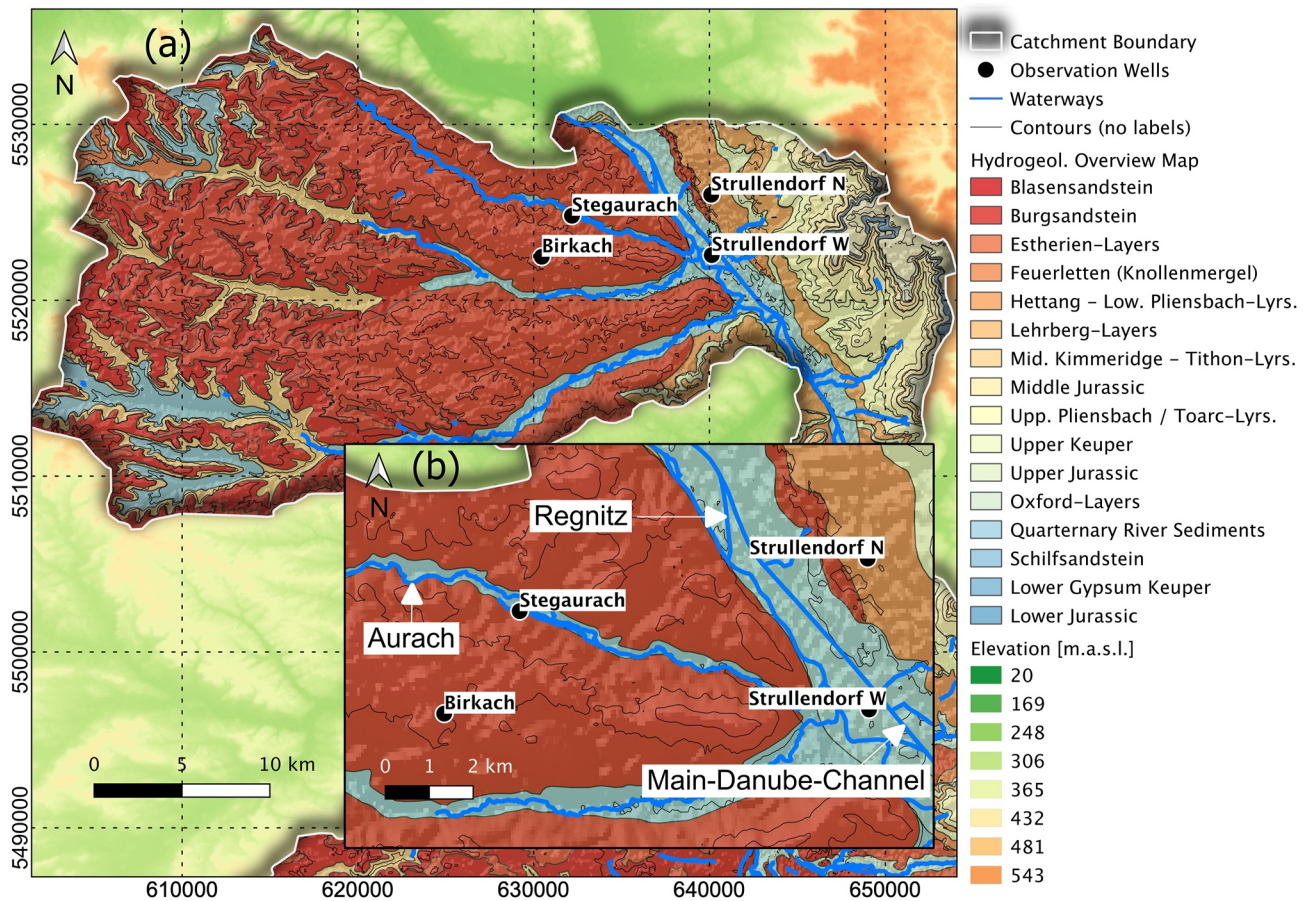 (a)
N
5530000
5520000
5510000
5500000
5490000
610000
620000
630000
640000
650000
Strullendorf N
Stegaurach
Strullendorf W
Birkach
0 5 10 km
(b)
N
Regnitz
Strullendorf N
Stegaurach
Aurach
Birkach
Strullendorf W
0 1 2 km
Main-Danube-Channel
Catchment Boundary
Observation Wells
Waterways
Contours (no labels)
Hydrogeol. Overview Map
Blasensandstein
Burgsandstein
Estherien-Layers
Feuerletten (Knollenmergel)
Hettang - Low. Pliensbach-Lyrs.
Lehrberg-Layers
Mid. Kimmeridge - Tithon-Lyrs.
Middle Jurassic
Upp. Pliensbach / Toarc-Lyrs.
Upper Keuper
Upper Jurassic
Oxford-Layers
Quarternary River Sediments
Schilfsandstein
Lower Gypsum Keuper
Lower Jurassic
Elevation [m.a.s.l.]
20
169
248
306
365
432
481
543